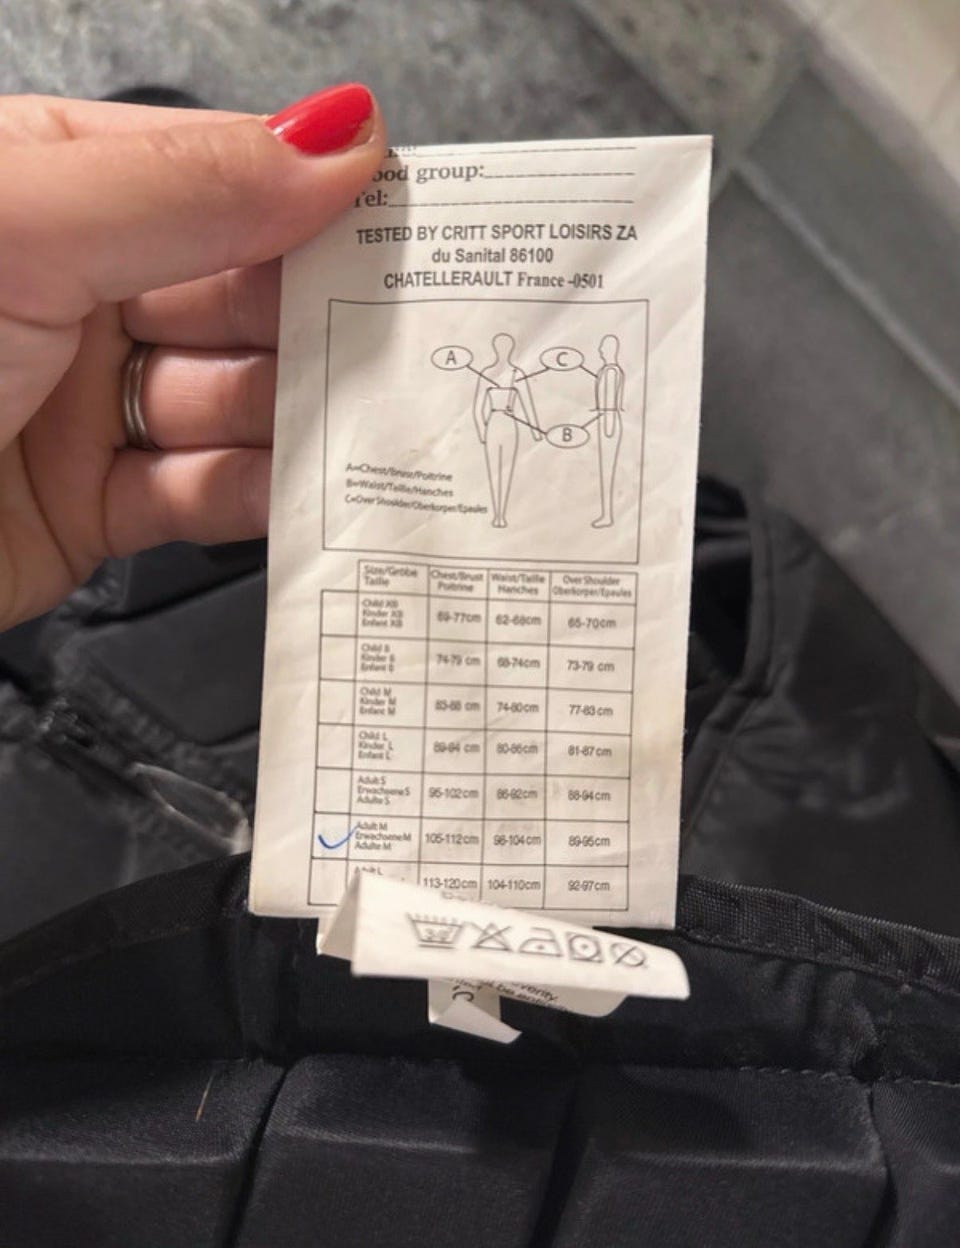 ood group:
Tel:
TESTED BY CRITT SPORT LOISIRS ZA
du Sanital 86100
CHATELLERAULT France -0501
A
C
B
A=Chest/Brust/Poitrine
B=Waist/Taille/Hanches
C=Over Shoulder/Oberkorper/Epaules
Size/Größe Taille Chest/Brust Poitrine Waist/Taille Hanches Over Shoulder Oberkorper/Epaules
Child XS Kinder XS Enfant XS 69-77cm 62-68cm 65-70cm
Child S Kinder S Enfant S 74-79 cm 68-74cm 73-79 cm
Child M Kinder M Enfant M 83-88 cm 74-80cm 77-83 cm
Child L Kinder L Enfant L 89-94 cm 80-86cm 81-87 cm
Adult S Erwachsene S Adulte S 95-102cm 86-92cm 88-94cm
Adult M Erwachsene M Adulte M 105-112cm 96-104cm 89-95cm
Adult L 113-120cm 104-110cm 92-97cm
30